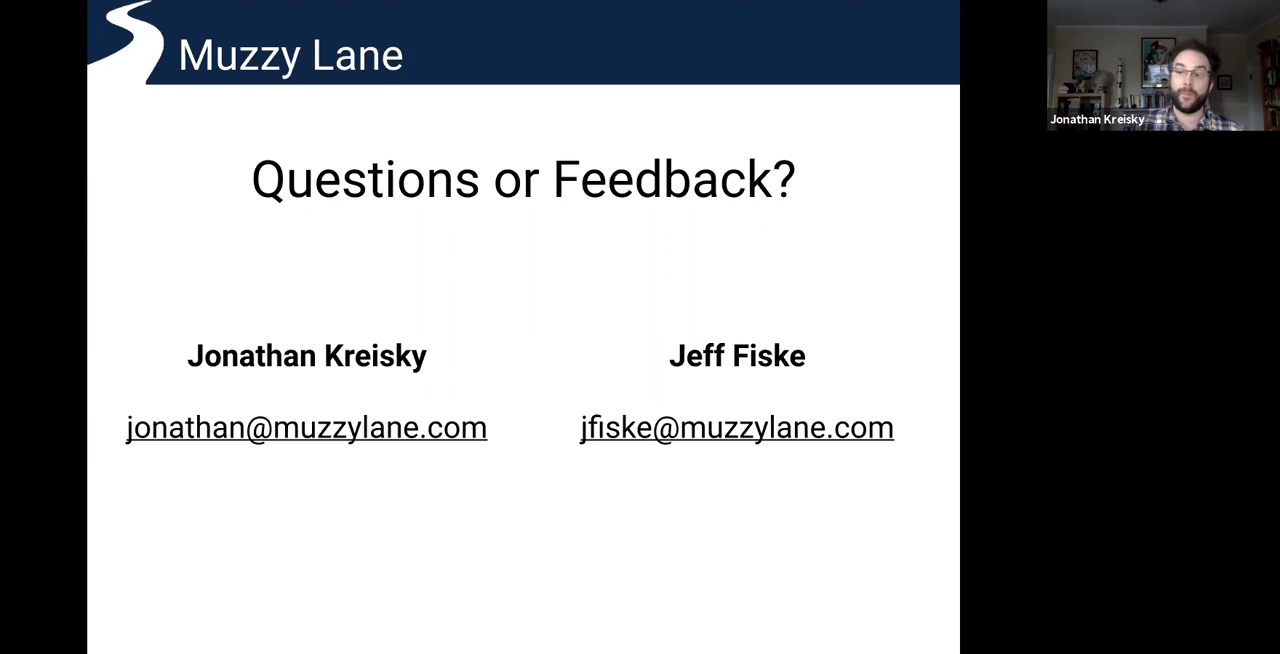 Muzzy Lane
Jonathan Kreisky
Questions or Feedback?
Jonathan Kreisky
Jeff Fiske
jonathan@muzzylane.com
jfiske@muzzylane.com